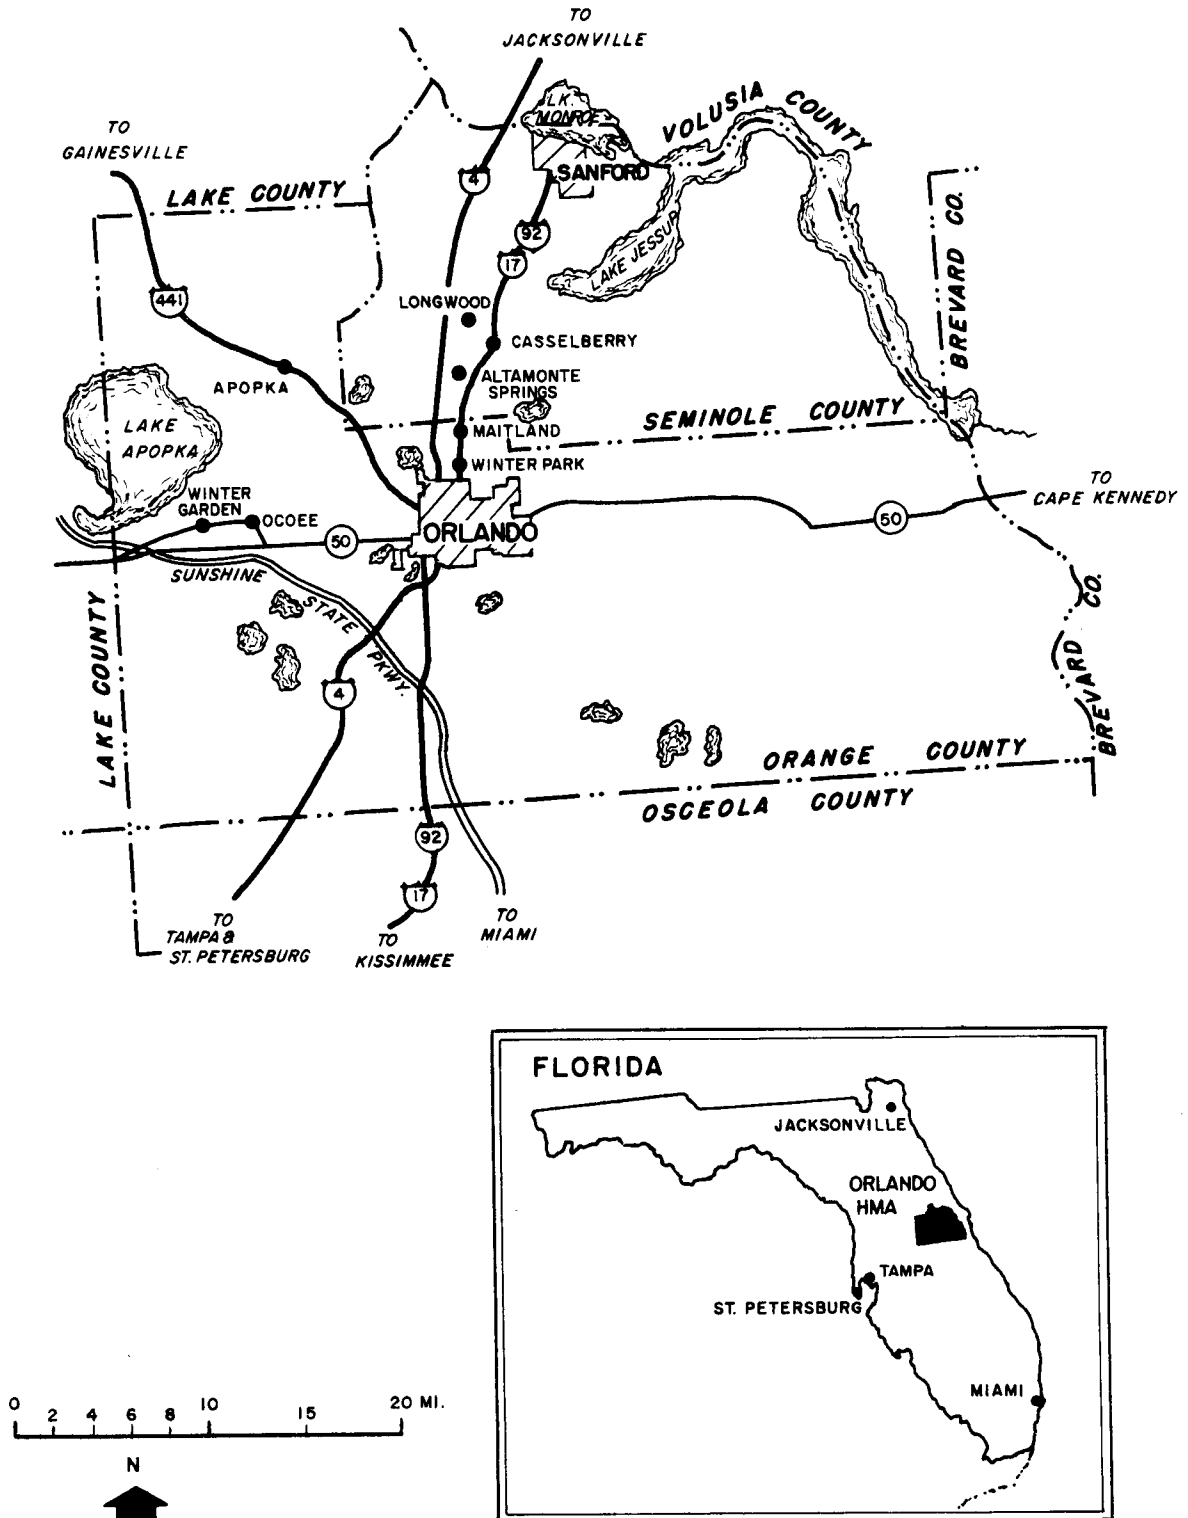 TO
JACKSONVILLE
TO
GAINESVILLE
LK.
MONROE
VOLUSIA COUNTY
SANFORD
4
LAKE COUNTY
92
17
LAKE JESSUP
BREVARD CO.
441
LONGWOOD
CASSELBERRY
APOPKA
ALTAMONTE
SPRINGS
LAKE
APOPKA
SEMINOLE COUNTY
MAITLAND
WINTER PARK
TO
CAPE KENNEDY
WINTER
GARDEN
OCOEE
50
ORLANDO
50
SUNSHINE
STATE
PKWY.
LAKE COUNTY
BREVARD CO.
4
ORANGE COUNTY
OSCEOLA COUNTY
92
17
TO
TAMPA &
ST. PETERSBURG
TO
KISSIMMEE
TO
MIAMI
FLORIDA
JACKSONVILLE
ORLANDO
HMA
TAMPA
ST. PETERSBURG
MIAMI
0 2 4 6 8 10 15 20 MI.
N